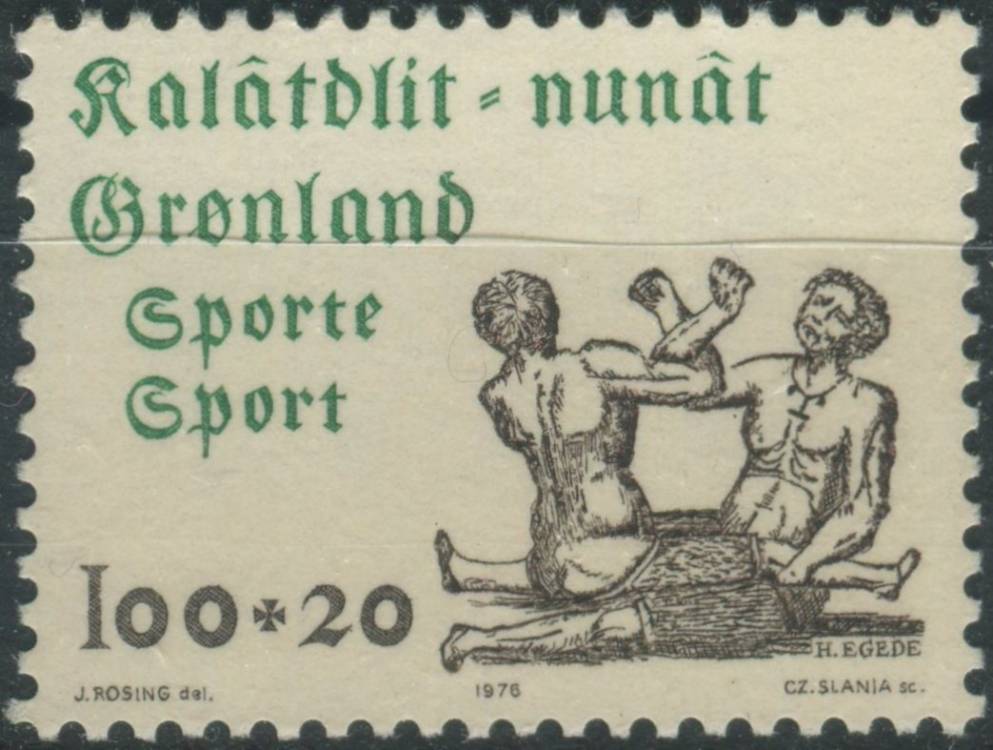 Kalâtdlit - nunât
Grønland
Sporte
Sport
100+20
H. EGEDE
J. ROSING del.
1976
CZ. SLANIA sc.